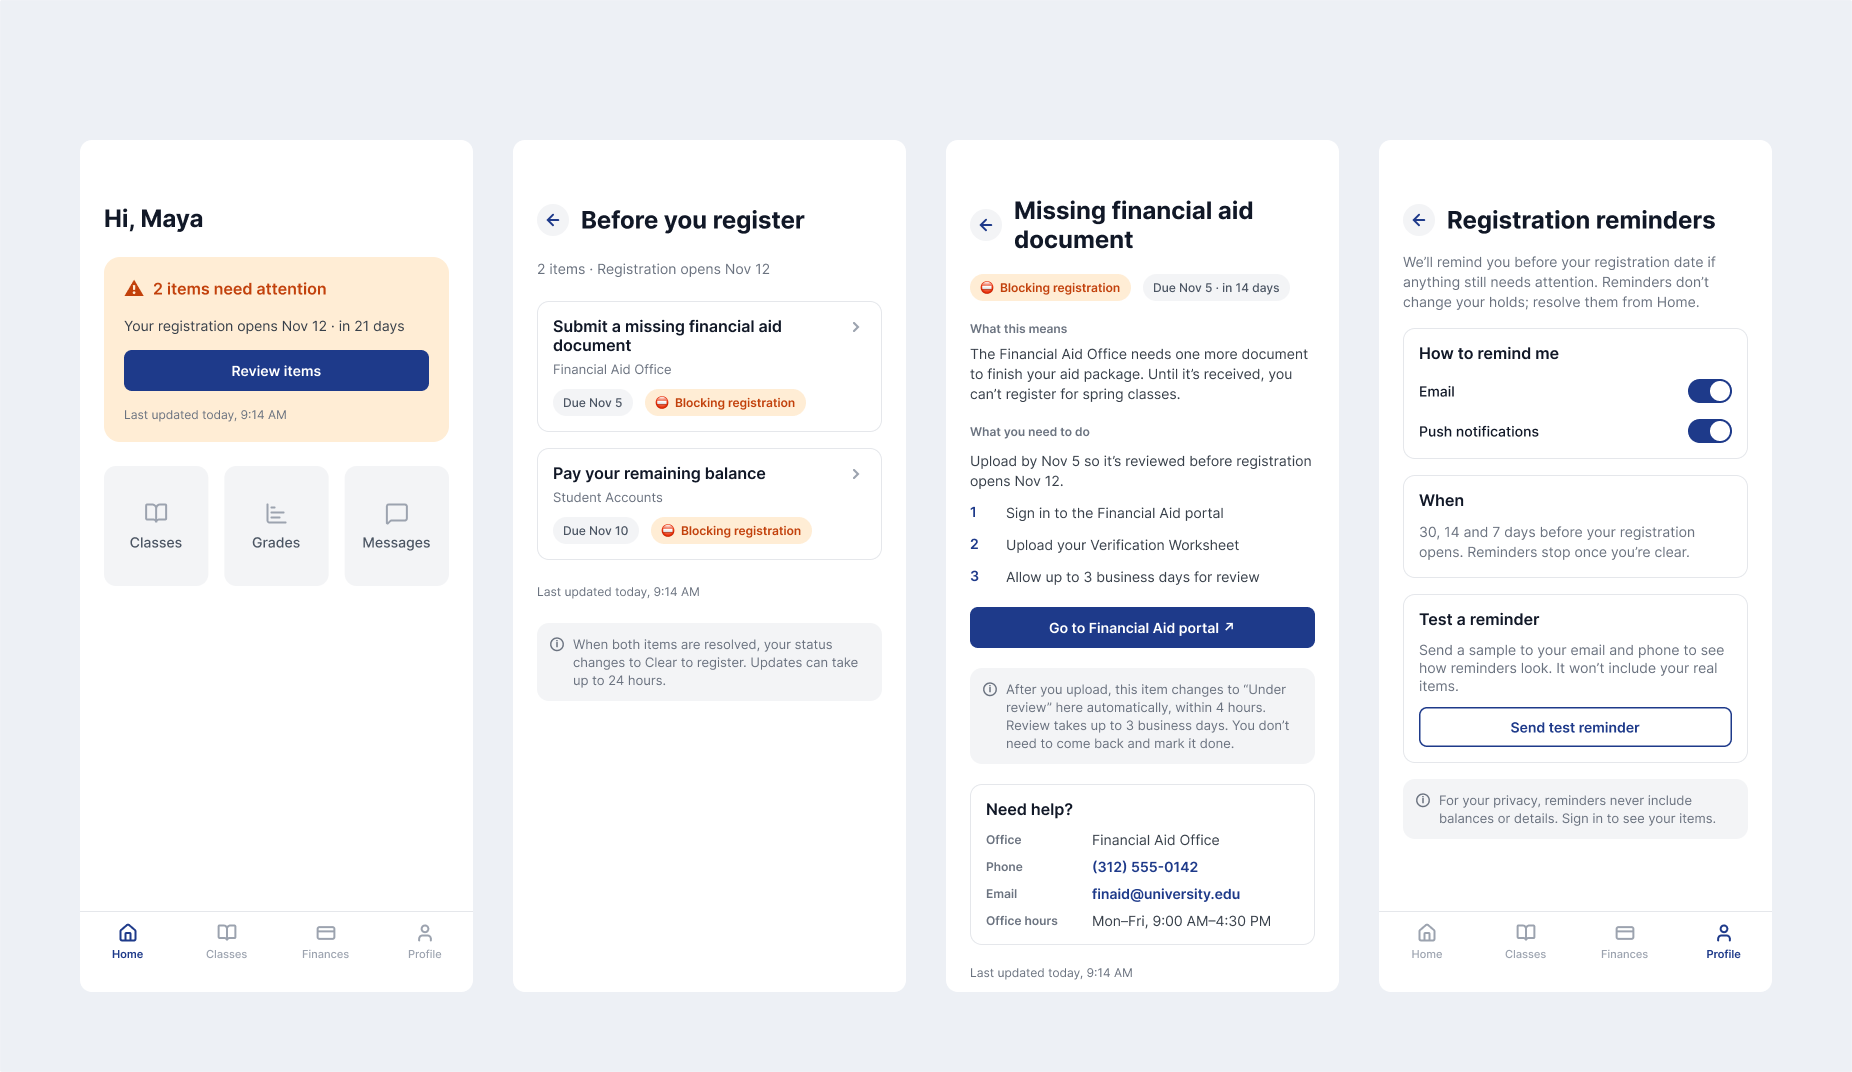 Hi, Maya
2 items need attention
Your registration opens Nov 12 · in 21 days
Review items
Last updated today, 9:14 AM
Classes
Grades
Messages
Home
Classes
Finances
Profile
Before you register
2 items · Registration opens Nov 12
Submit a missing financial aid
document
Financial Aid Office
Due Nov 5
Blocking registration
Pay your remaining balance
Student Accounts
Due Nov 10
Blocking registration
Last updated today, 9:14 AM
When both items are resolved, your status
changes to Clear to register. Updates can take
up to 24 hours.
Missing financial aid
document
Blocking registration
Due Nov 5 · in 14 days
What this means
The Financial Aid Office needs one more document
to finish your aid package. Until it’s received, you
can’t register for spring classes.
What you need to do
Upload by Nov 5 so it’s reviewed before registration
opens Nov 12.
1 Sign in to the Financial Aid portal
2 Upload your Verification Worksheet
3 Allow up to 3 business days for review
Go to Financial Aid portal ↗
After you upload, this item changes to “Under
review” here automatically, within 4 hours.
Review takes up to 3 business days. You don’t
need to come back and mark it done.
Need help?
Office Financial Aid Office
Phone (312) 555-0142
Email finaid@university.edu
Office hours Mon–Fri, 9:00 AM–4:30 PM
Last updated today, 9:14 AM
Registration reminders
We’ll remind you before your registration date if
anything still needs attention. Reminders don’t
change your holds; resolve them from Home.
How to remind me
Email
Push notifications
When
30, 14 and 7 days before your registration
opens. Reminders stop once you’re clear.
Test a reminder
Send a sample to your email and phone to see
how reminders look. It won’t include your real
items.
Send test reminder
For your privacy, reminders never include
balances or details. Sign in to see your items.
Home
Classes
Finances
Profile